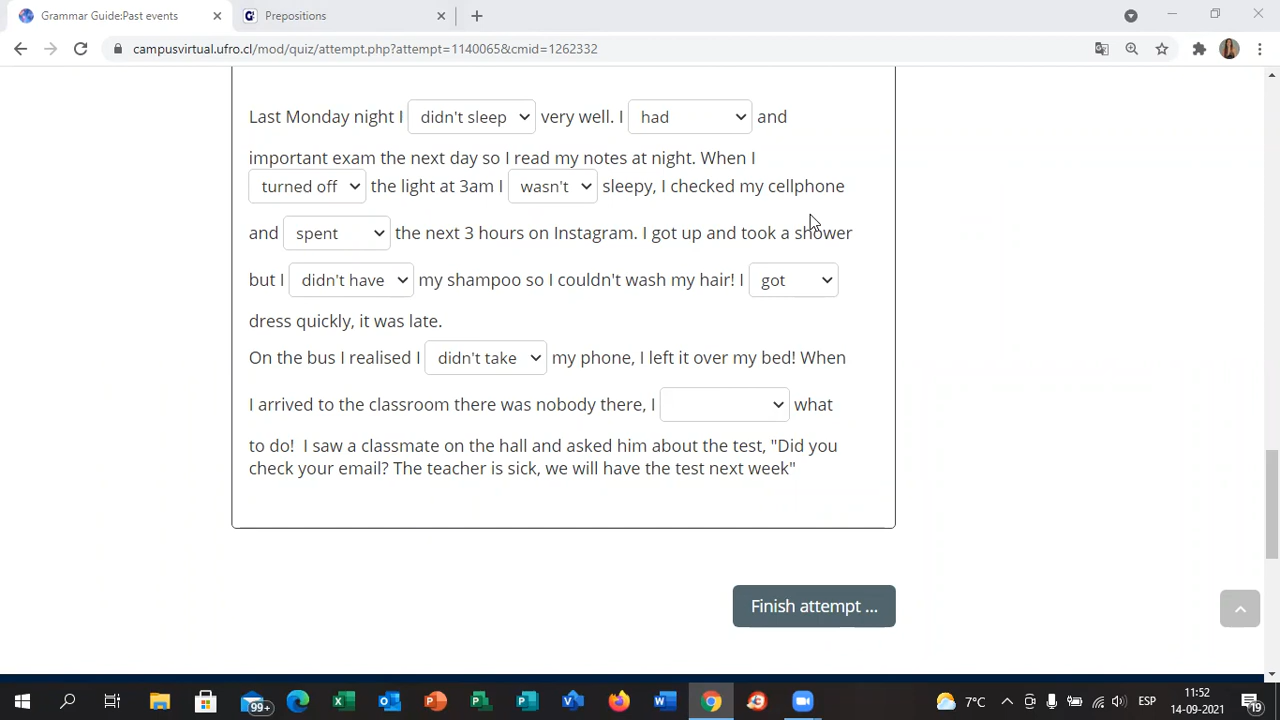 Grammar Guide:Past events
Prepositions
campusvirtual.ufro.cl/mod/quiz/attempt.php?attempt=1140065&cmid=1262332
Last Monday night I didn't sleep very well. I had and
important exam the next day so I read my notes at night. When I
turned off the light at 3am I wasn't sleepy, I checked my cellphone
and spent the next 3 hours on Instagram. I got up and took a shower
but I didn't have my shampoo so I couldn't wash my hair! I got
dress quickly, it was late.
On the bus I realised I didn't take my phone, I left it over my bed! When
I arrived to the classroom there was nobody there, I what
to do! I saw a classmate on the hall and asked him about the test, "Did you
check your email? The teacher is sick, we will have the test next week"
Finish attempt ...
99+
7°C
ESP
11:52
14-09-2021
19